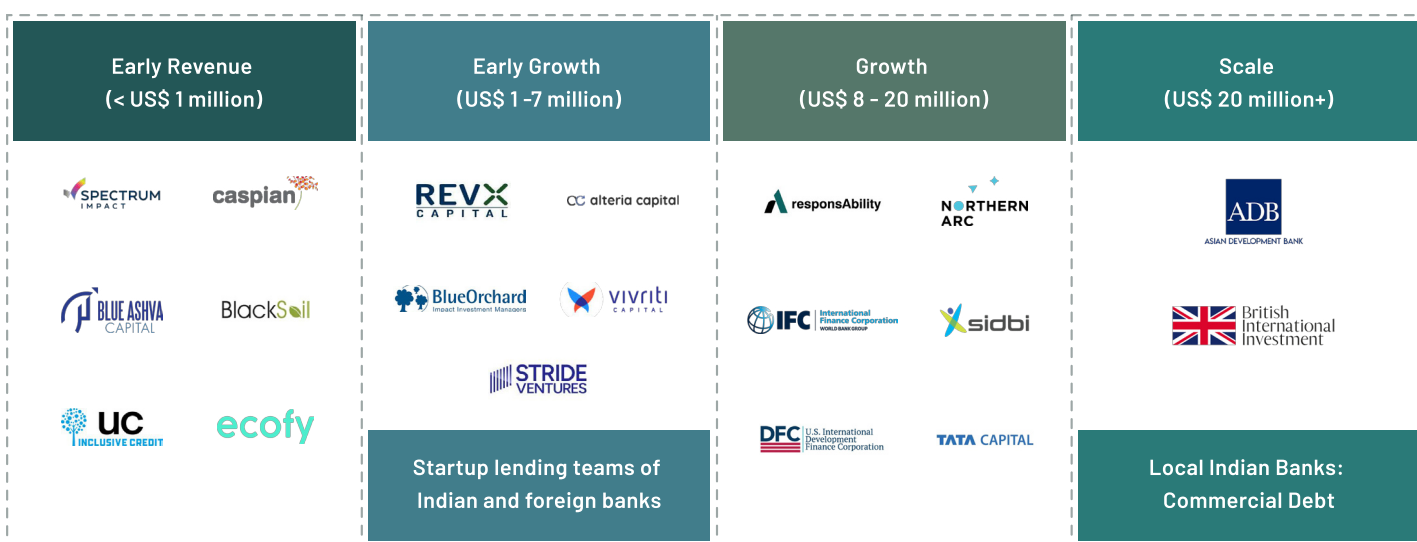 Early Revenue
(< US$ 1 million)
SPECTRUM
IMPACT
caspian
BLUE ASHVA
CAPITAL
BlackSoil
UC
INCLUSIVE CREDIT
ecofy
Early Growth
(US$ 1 -7 million)
REVX
CAPITAL
alteria capital
BlueOrchard
Impact Investment Managers
vivriti
CAPITAL
STRIDE
VENTURES
Startup lending teams of
Indian and foreign banks
Growth
(US$ 8 - 20 million)
responsAbility
NORTHERN
ARC
IFC
International
Finance Corporation
WORLD BANK GROUP
sidbi
DFC
U.S. International
Development
Finance Corporation
TATA CAPITAL
Scale
(US$ 20 million+)
ADB
ASIAN DEVELOPMENT BANK
British
International
Investment
Local Indian Banks:
Commercial Debt